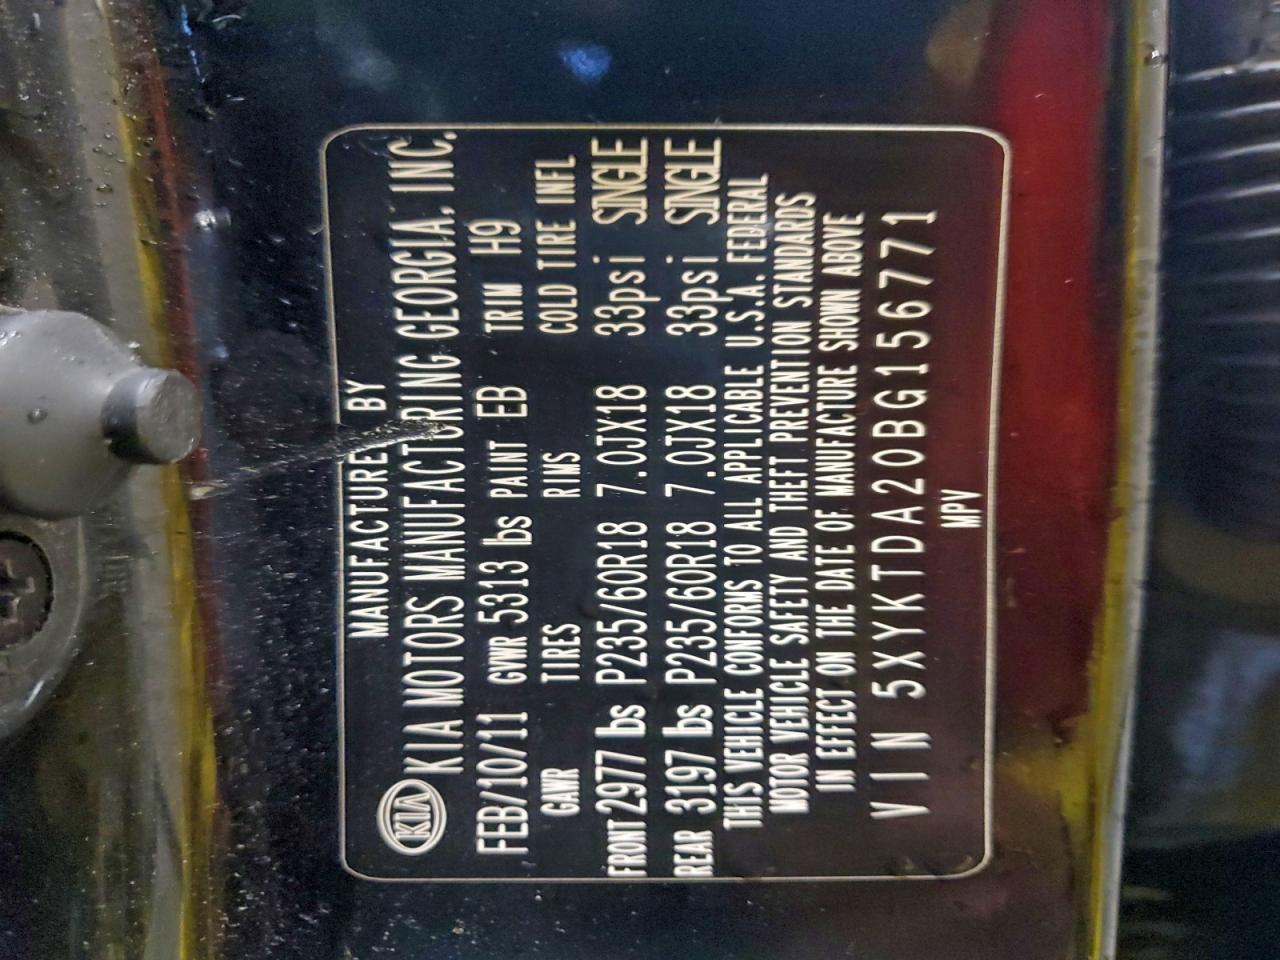 MANUFACTURED BY
KIA KIA MOTORS MANUFACTURING GEORGIA, INC.
FEB/10/11 GVWR 5313 lbs PAINT EB TRIM H9
GAWR TIRES RIMS COLD TIRE INFL
FRONT 2977 lbs P235/60R18 7.0JX18 33psi SINGLE
REAR 3197 lbs P235/60R18 7.0JX18 33psi SINGLE
THIS VEHICLE CONFORMS TO ALL APPLICABLE U.S.A. FEDERAL
MOTOR VEHICLE SAFETY AND THEFT PREVENTION STANDARDS
IN EFFECT ON THE DATE OF MANUFACTURE SHOWN ABOVE
VIN 5XYKTDA20BG156771
MPV